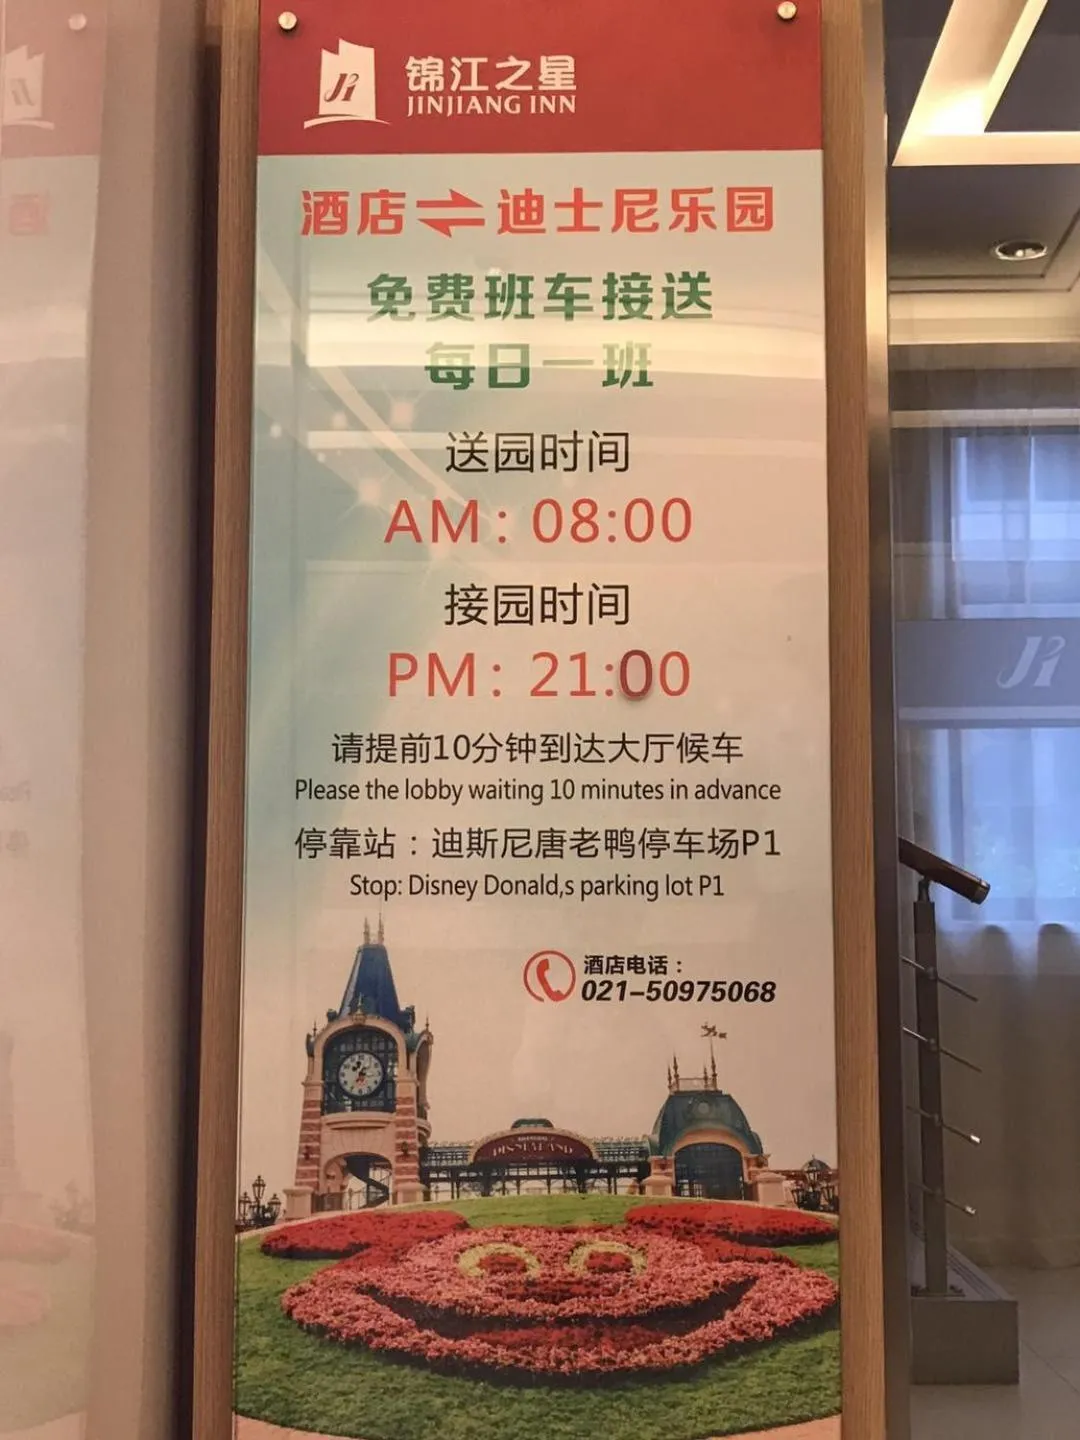 锦江之星
JINJIANG INN
酒店⇌迪士尼乐园
免费班车接送
每日一班
送园时间
AM: 08:00
接园时间
PM: 21:00
请提前10分钟到达大厅候车
Please the lobby waiting 10 minutes in advance
停靠站：迪斯尼唐老鸭停车场P1
Stop: Disney Donald,s parking lot P1
酒店电话：
021-50975068
DISNEYLAND